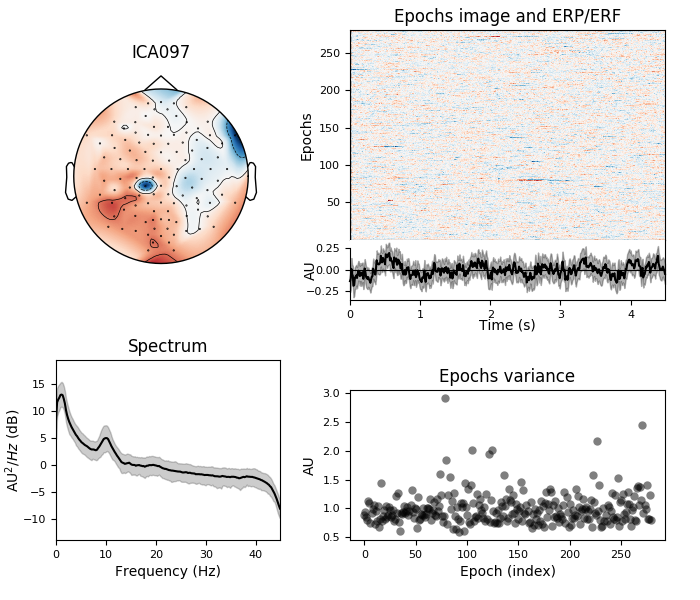 ICA097
Epochs image and ERP/ERF
Epochs
250
200
150
100
50
AU
0.25
0.00
−0.25
0 1 2 3 4
Time (s)
Spectrum
AU²/Hz (dB)
15
10
5
0
−5
−10
0 10 20 30 40
Frequency (Hz)
Epochs variance
AU
3.0
2.5
2.0
1.5
1.0
0.5
0 50 100 150 200 250
Epoch (index)